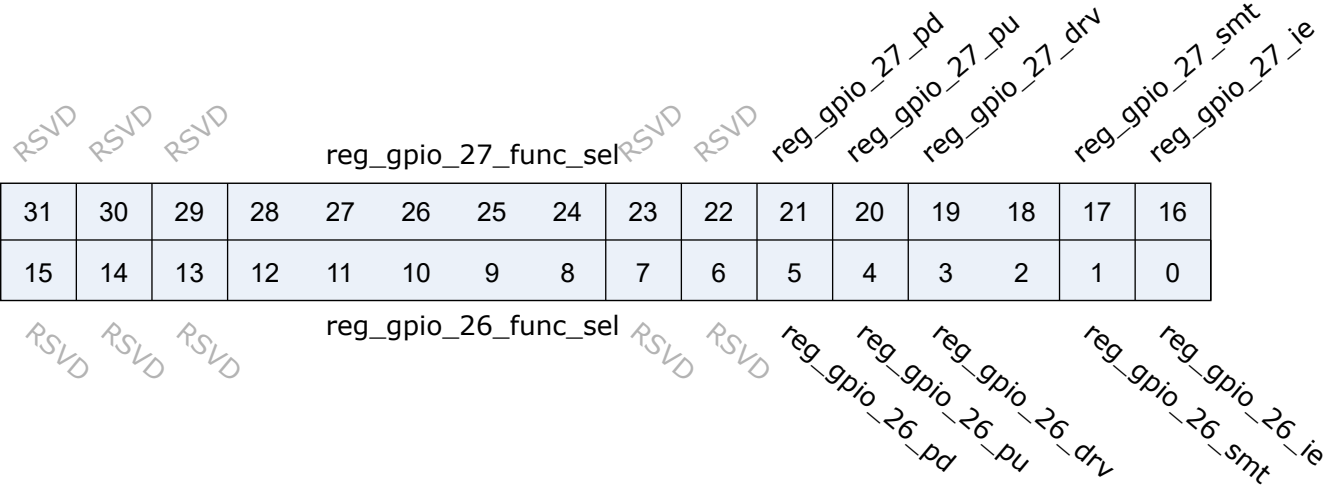 RSVD RSVD RSVD reg_gpio_27_func_sel RSVD RSVD reg_gpio_27_pd reg_gpio_27_pu reg_gpio_27_drv reg_gpio_27_smt reg_gpio_27_ie
31 30 29 28 27 26 25 24 23 22 21 20 19 18 17 16
15 14 13 12 11 10 9 8 7 6 5 4 3 2 1 0
RSVD RSVD RSVD reg_gpio_26_func_sel RSVD RSVD reg_gpio_26_pd reg_gpio_26_pu reg_gpio_26_drv reg_gpio_26_smt reg_gpio_26_ie